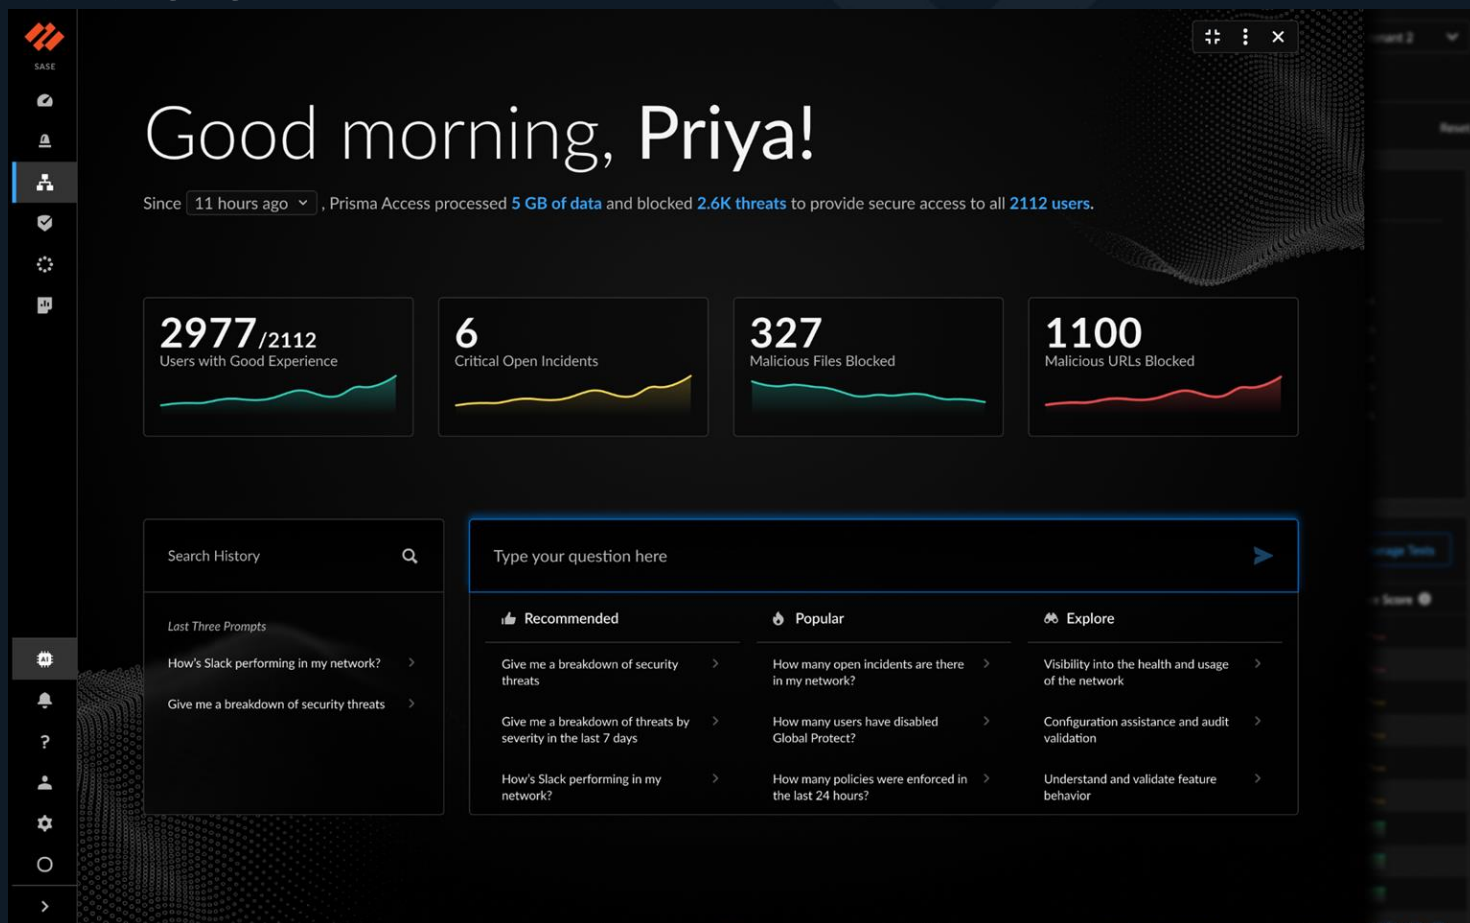 SASE
Good morning, Priya!
Since 11 hours ago , Prisma Access processed 5 GB of data and blocked 2.6K threats to provide secure access to all 2112 users.
2977/2112
Users with Good Experience
6
Critical Open Incidents
327
Malicious Files Blocked
1100
Malicious URLs Blocked
Search History
Last Three Prompts
How's Slack performing in my network?
Give me a breakdown of security threats
Type your question here
Recommended
Give me a breakdown of security
threats
Give me a breakdown of threats by
severity in the last 7 days
How's Slack performing in my
network?
Popular
How many open incidents are there
in my network?
How many users have disabled
Global Protect?
How many policies were enforced in
the last 24 hours?
Explore
Visibility into the health and usage
of the network
Configuration assistance and audit
validation
Understand and validate feature
behavior
AI
Reset
Tests
Score